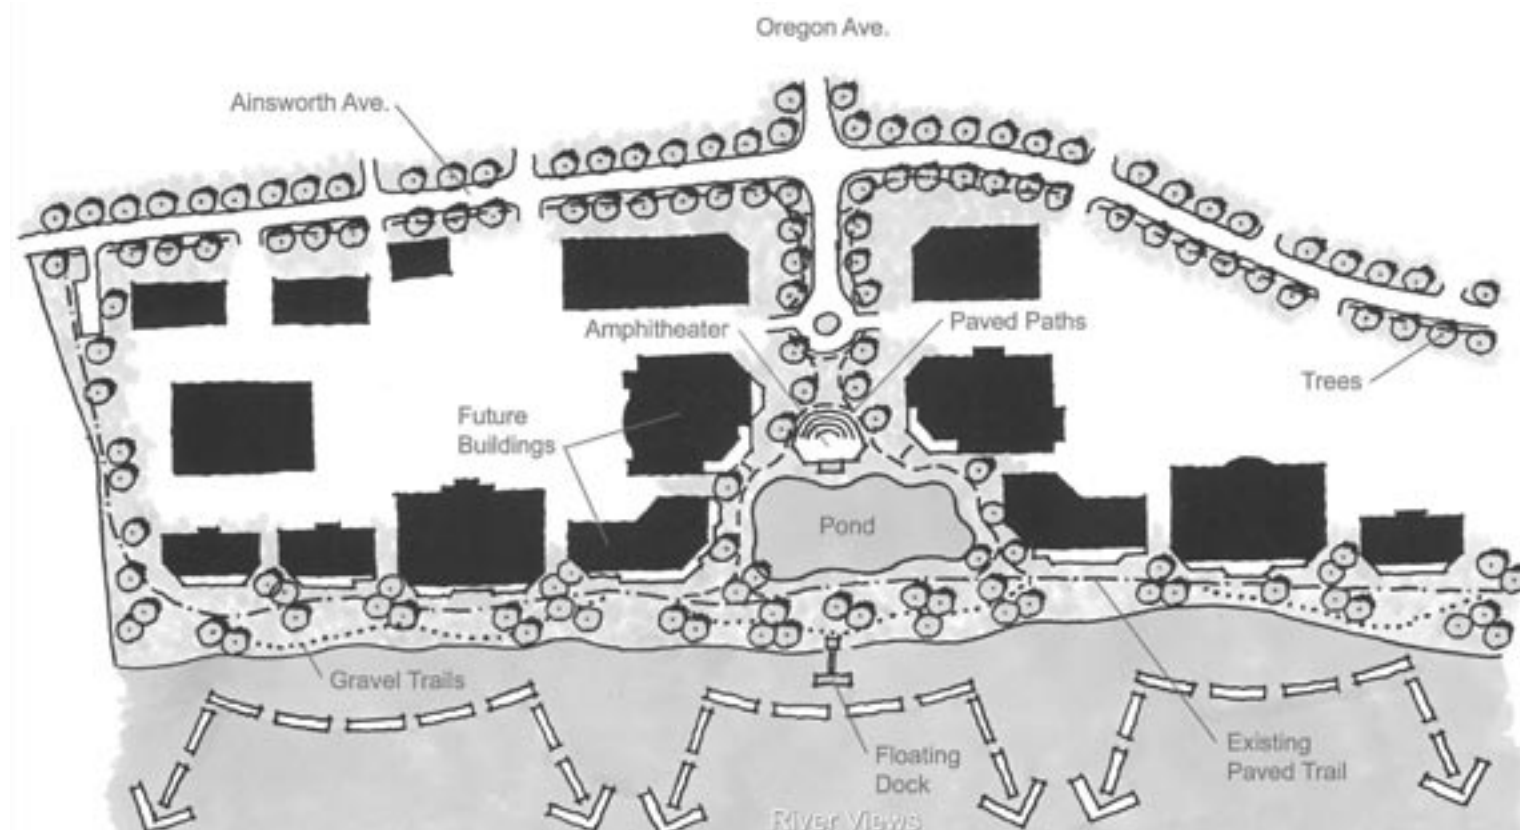 Oregon Ave.
Ainsworth Ave.
Amphitheater
Paved Paths
Trees
Future
Buildings
Pond
Gravel Trails
Floating
Dock
Existing
Paved Trail
River Views